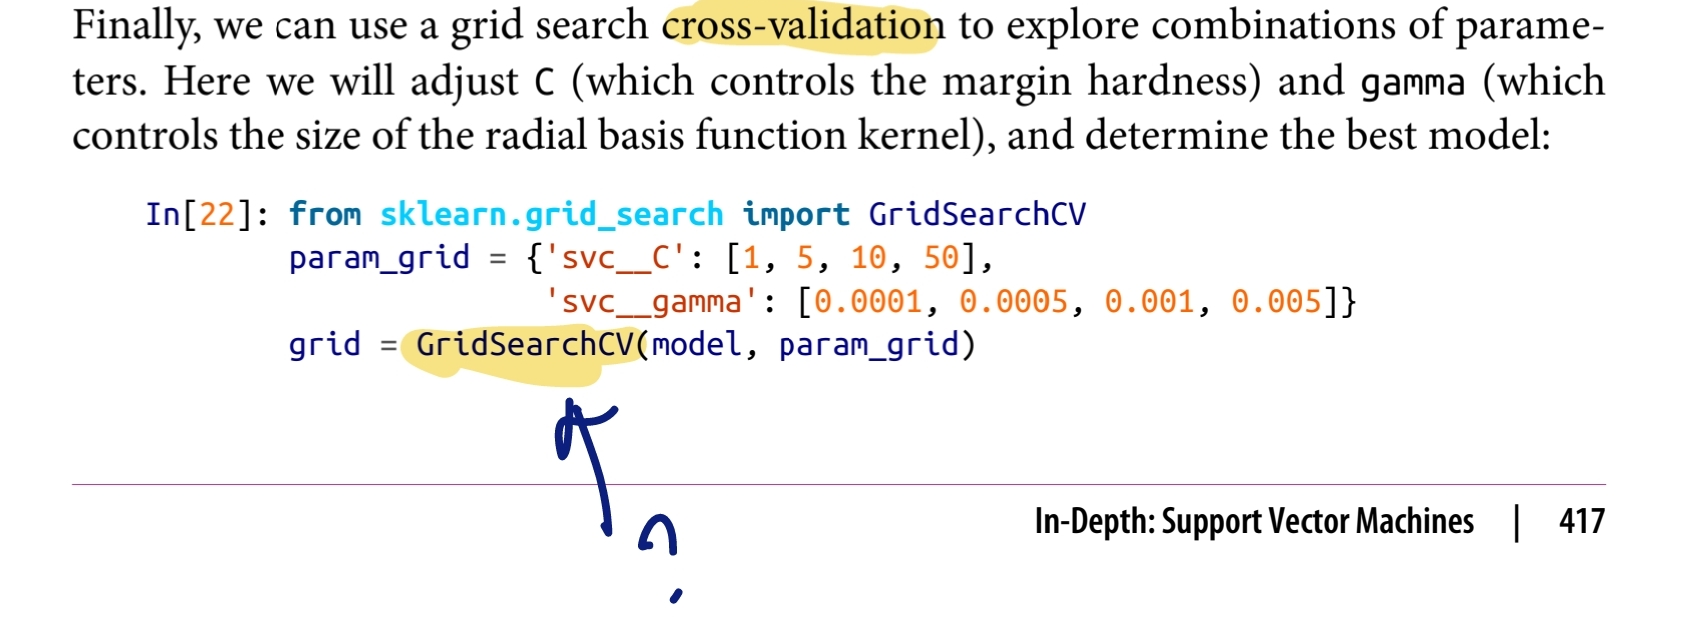 Finally, we can use a grid search cross-validation to explore combinations of parame-
ters. Here we will adjust C (which controls the margin hardness) and gamma (which
controls the size of the radial basis function kernel), and determine the best model:
In[22]: from sklearn.grid_search import GridSearchCV
param_grid = {'svc__C': [1, 5, 10, 50],
'svc__gamma': [0.0001, 0.0005, 0.001, 0.005]}
grid = GridSearchCV(model, param_grid)
?
In-Depth: Support Vector Machines | 417